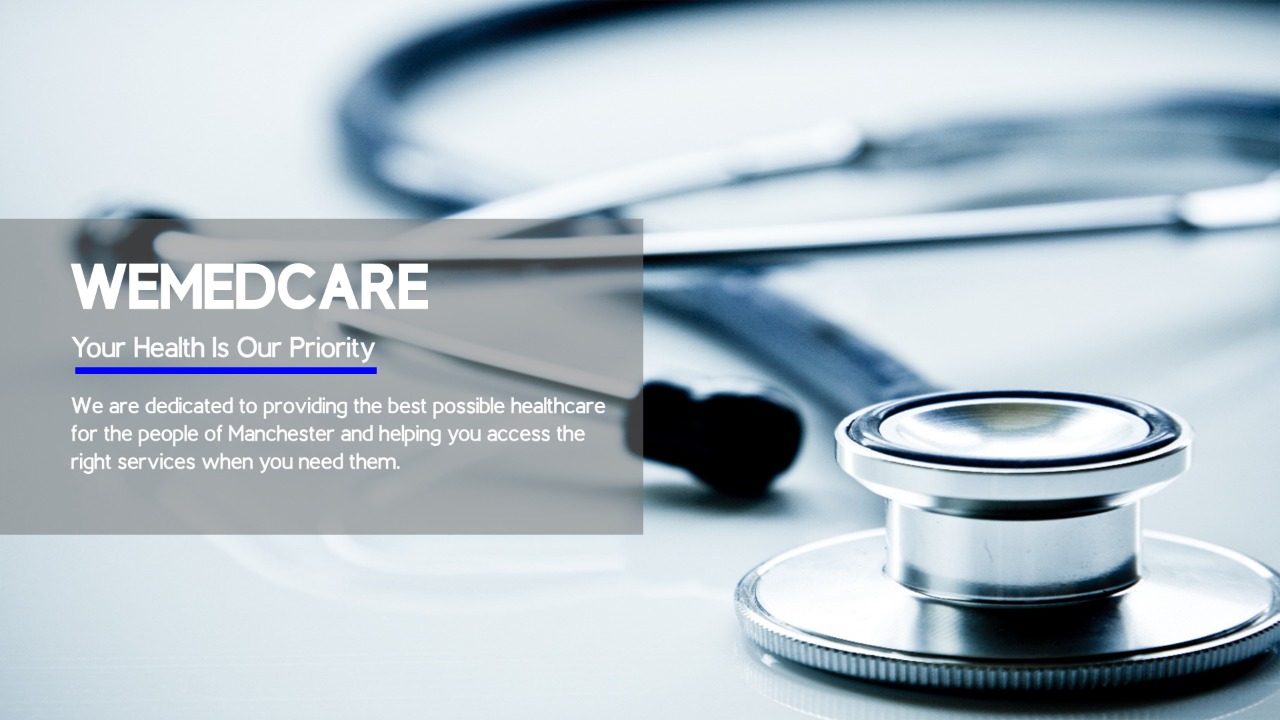 WEMEDCARE
Your Health Is Our Priority
We are dedicated to providing the best possible healthcare
for the people of Manchester and helping you access the
right services when you need them.